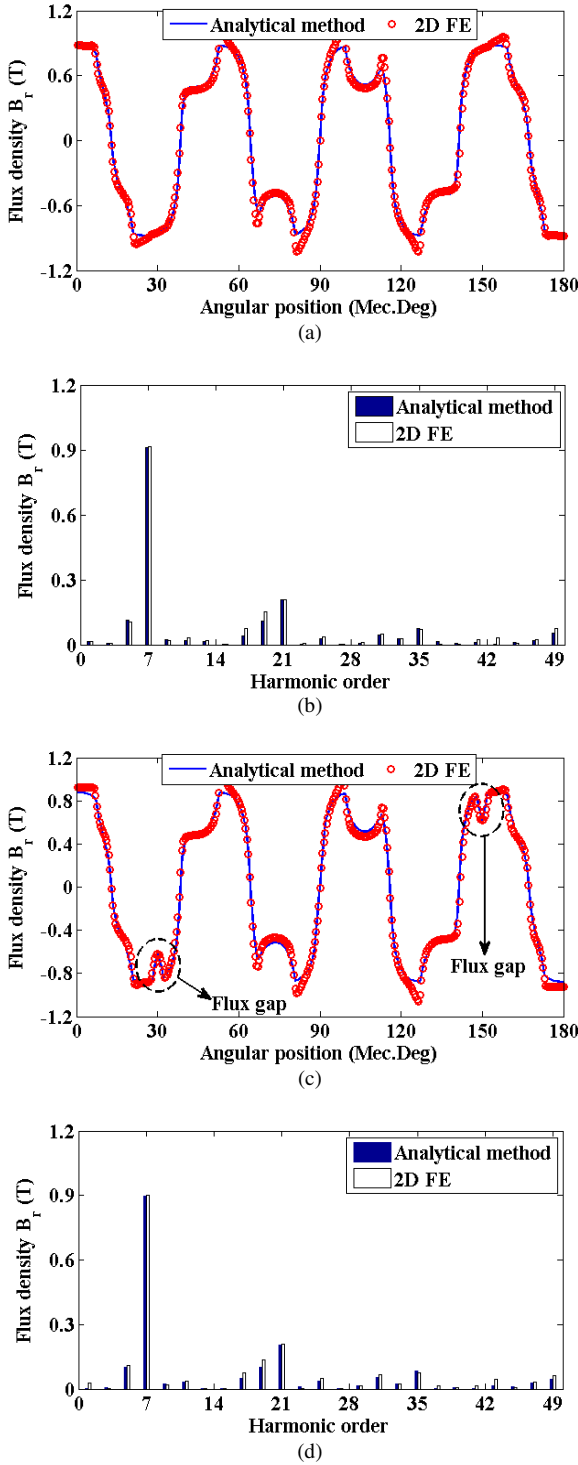 Analytical method 2D FE
Flux density B_r (T)
1.2
0.6
0
-0.6
-1.2
0 30 60 90 120 150 180
Angular position (Mec.Deg)
(a)
Flux density B_r (T)
1.2
0.9
0.6
0.3
0
Analytical method
2D FE
0 7 14 21 28 35 42 49
Harmonic order
(b)
Analytical method 2D FE
Flux density B_r (T)
1.2
0.8
0.4
0
-0.4
-0.8
-1.2
Flux gap
Flux gap
0 30 60 90 120 150 180
Angular position (Mec.Deg)
(c)
Flux density B_r (T)
1.2
0.9
0.6
0.3
0
Analytical method
2D FE
0 7 14 21 28 35 42 49
Harmonic order
(d)